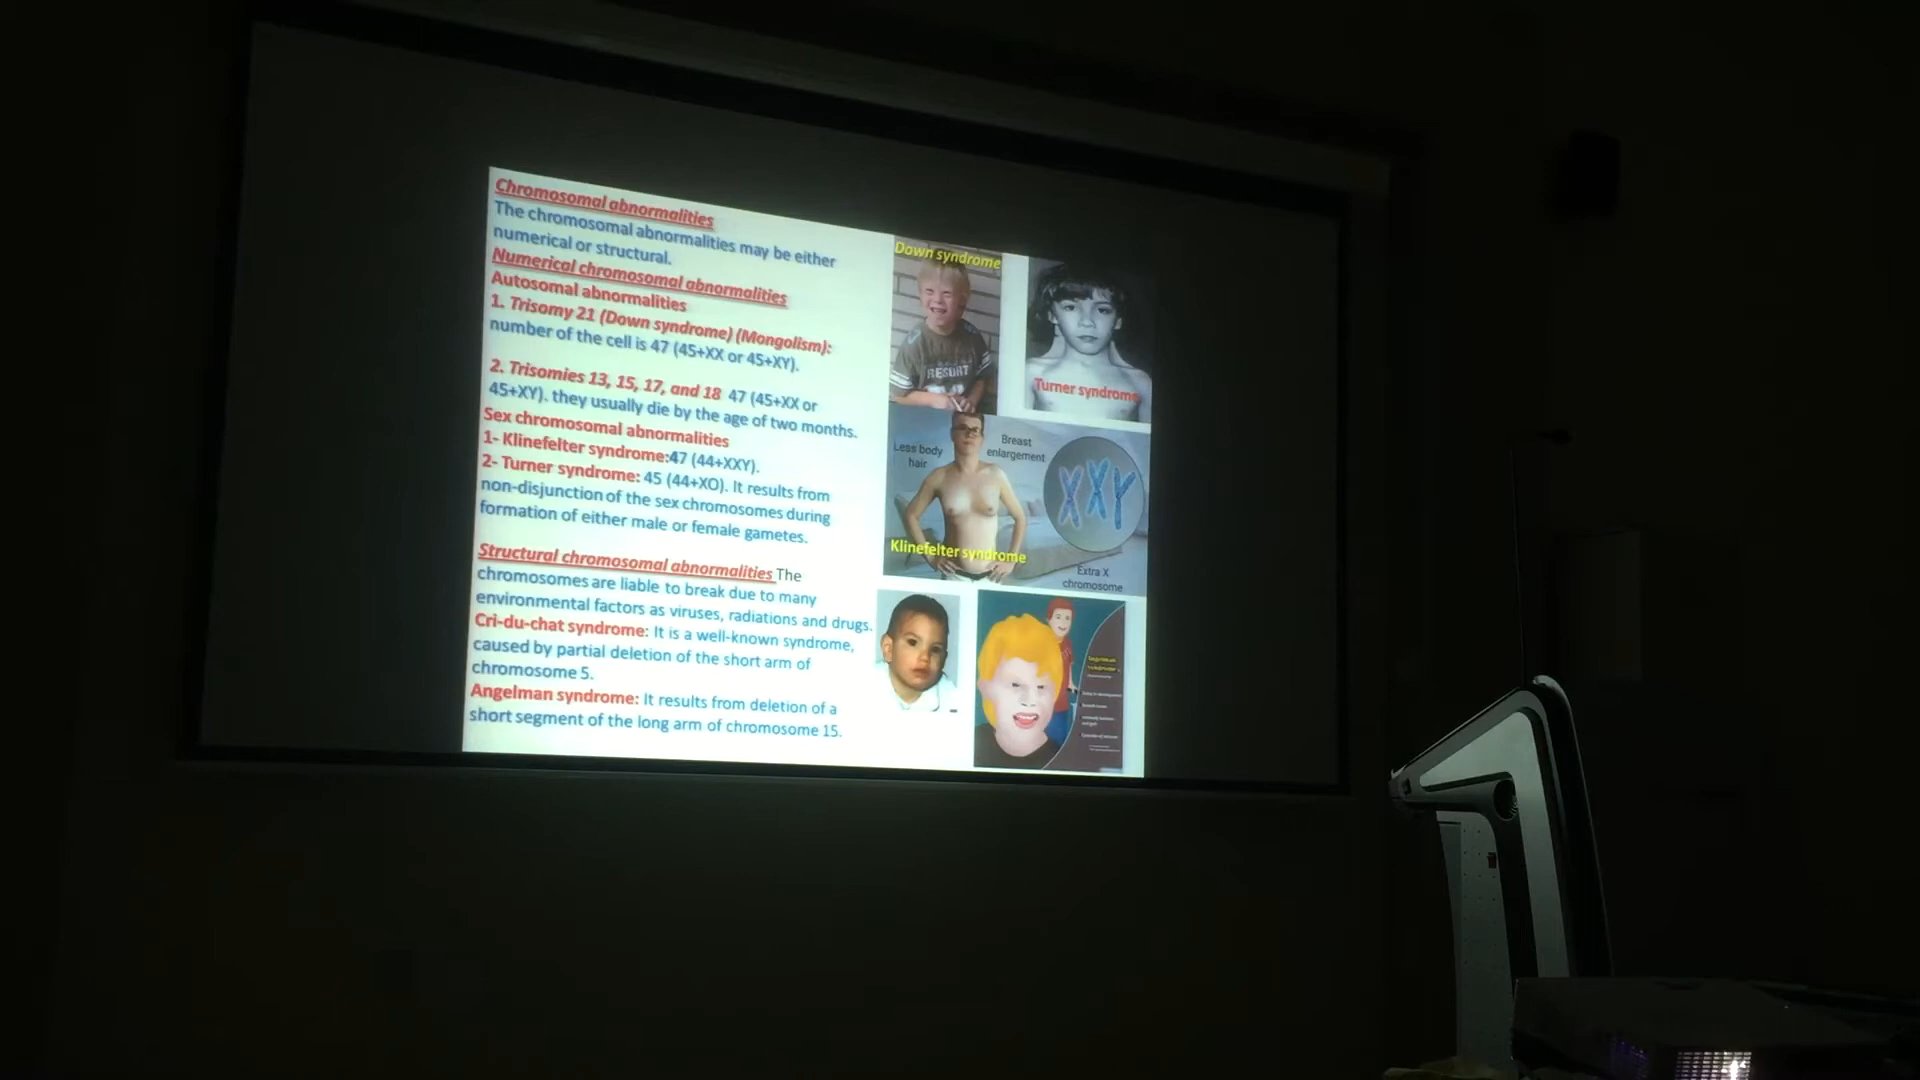 Chromosomal abnormalities
The chromosomal abnormalities may be either
numerical or structural.
Numerical chromosomal abnormalities
Autosomal abnormalities
1. Trisomy 21 (Down syndrome) (Mongolism):
number of the cell is 47 (45+XX or 45+XY).
2. Trisomies 13, 15, 17, and 18 47 (45+XX or
45+XY). they usually die by the age of two months.
Sex chromosomal abnormalities
1- Klinefelter syndrome:47 (44+XXY).
2- Turner syndrome: 45 (44+XO). It results from
non-disjunction of the sex chromosomes during
formation of either male or female gametes.
Structural chromosomal abnormalities The
chromosomes are liable to break due to many
environmental factors as viruses, radiations and drugs.
Cri-du-chat syndrome: It is a well-known syndrome,
caused by partial deletion of the short arm of
chromosome 5.
Angelman syndrome: It results from deletion of a
short segment of the long arm of chromosome 15.
Down syndrome
RESORT
Turner syndrome
Less body
hair
Breast
enlargement
Klinefelter syndrome
Extra X
chromosome